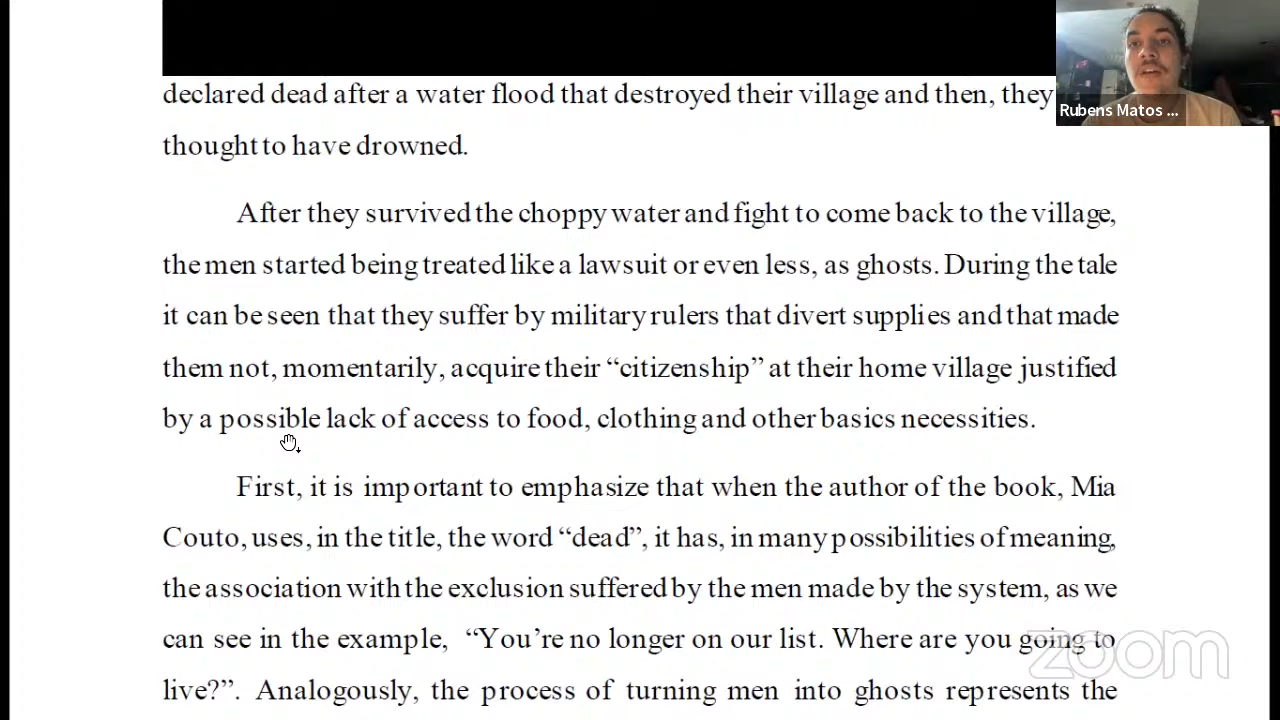 declared dead after a water flood that destroyed their village and then, they
Rubens Matos ...
thought to have drowned.
After they survived the choppy water and fight to come back to the village,
the men started being treated like a lawsuit or even less, as ghosts. During the tale
it can be seen that they suffer by military rulers that divert supplies and that made
them not, momentarily, acquire their “citizenship” at their home village justified
by a possible lack of access to food, clothing and other basics necessities.
First, it is important to emphasize that when the author of the book, Mia
Couto, uses, in the title, the word “dead”, it has, in many possibilities of meaning,
the association with the exclusion suffered by the men made by the system, as we
can see in the example, “You’re no longer on our list. Where are you going to
zoom
live?”. Analogously, the process of turning men into ghosts represents the